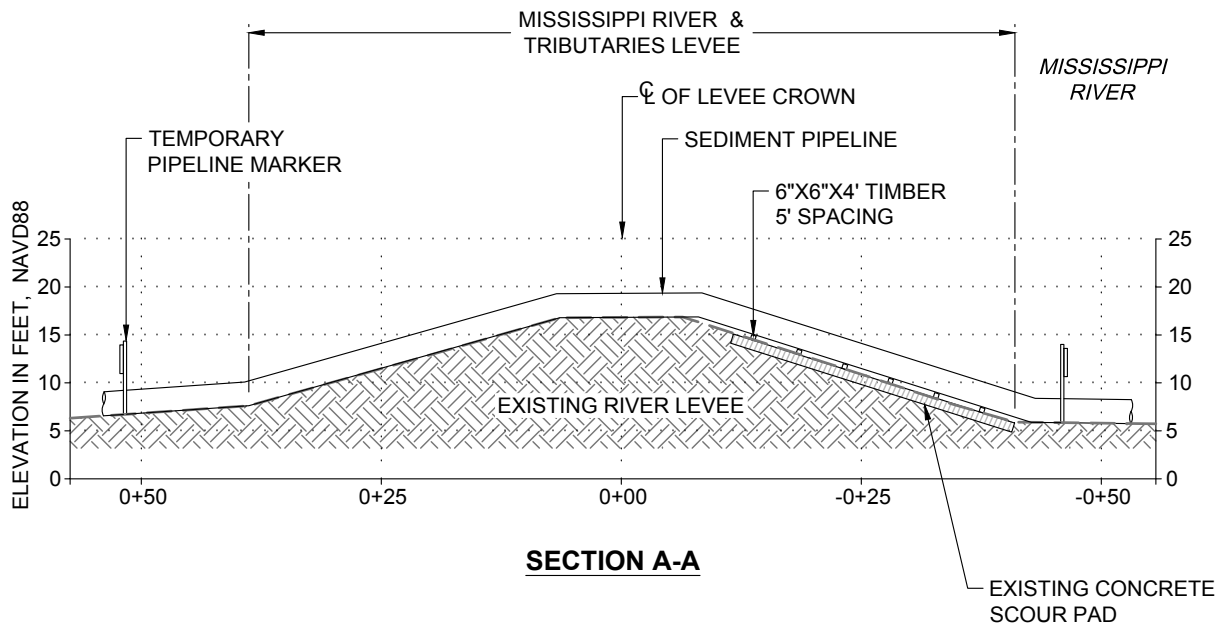 MISSISSIPPI RIVER &
TRIBUTARIES LEVEE
MISSISSIPPI
RIVER
℄ OF LEVEE CROWN
TEMPORARY
PIPELINE MARKER
SEDIMENT PIPELINE
6"X6"X4' TIMBER
5' SPACING
ELEVATION IN FEET, NAVD88
25
20
15
10
5
0
25
20
15
10
5
0
EXISTING RIVER LEVEE
0+50
0+25
0+00
-0+25
-0+50
SECTION A-A
EXISTING CONCRETE
SCOUR PAD